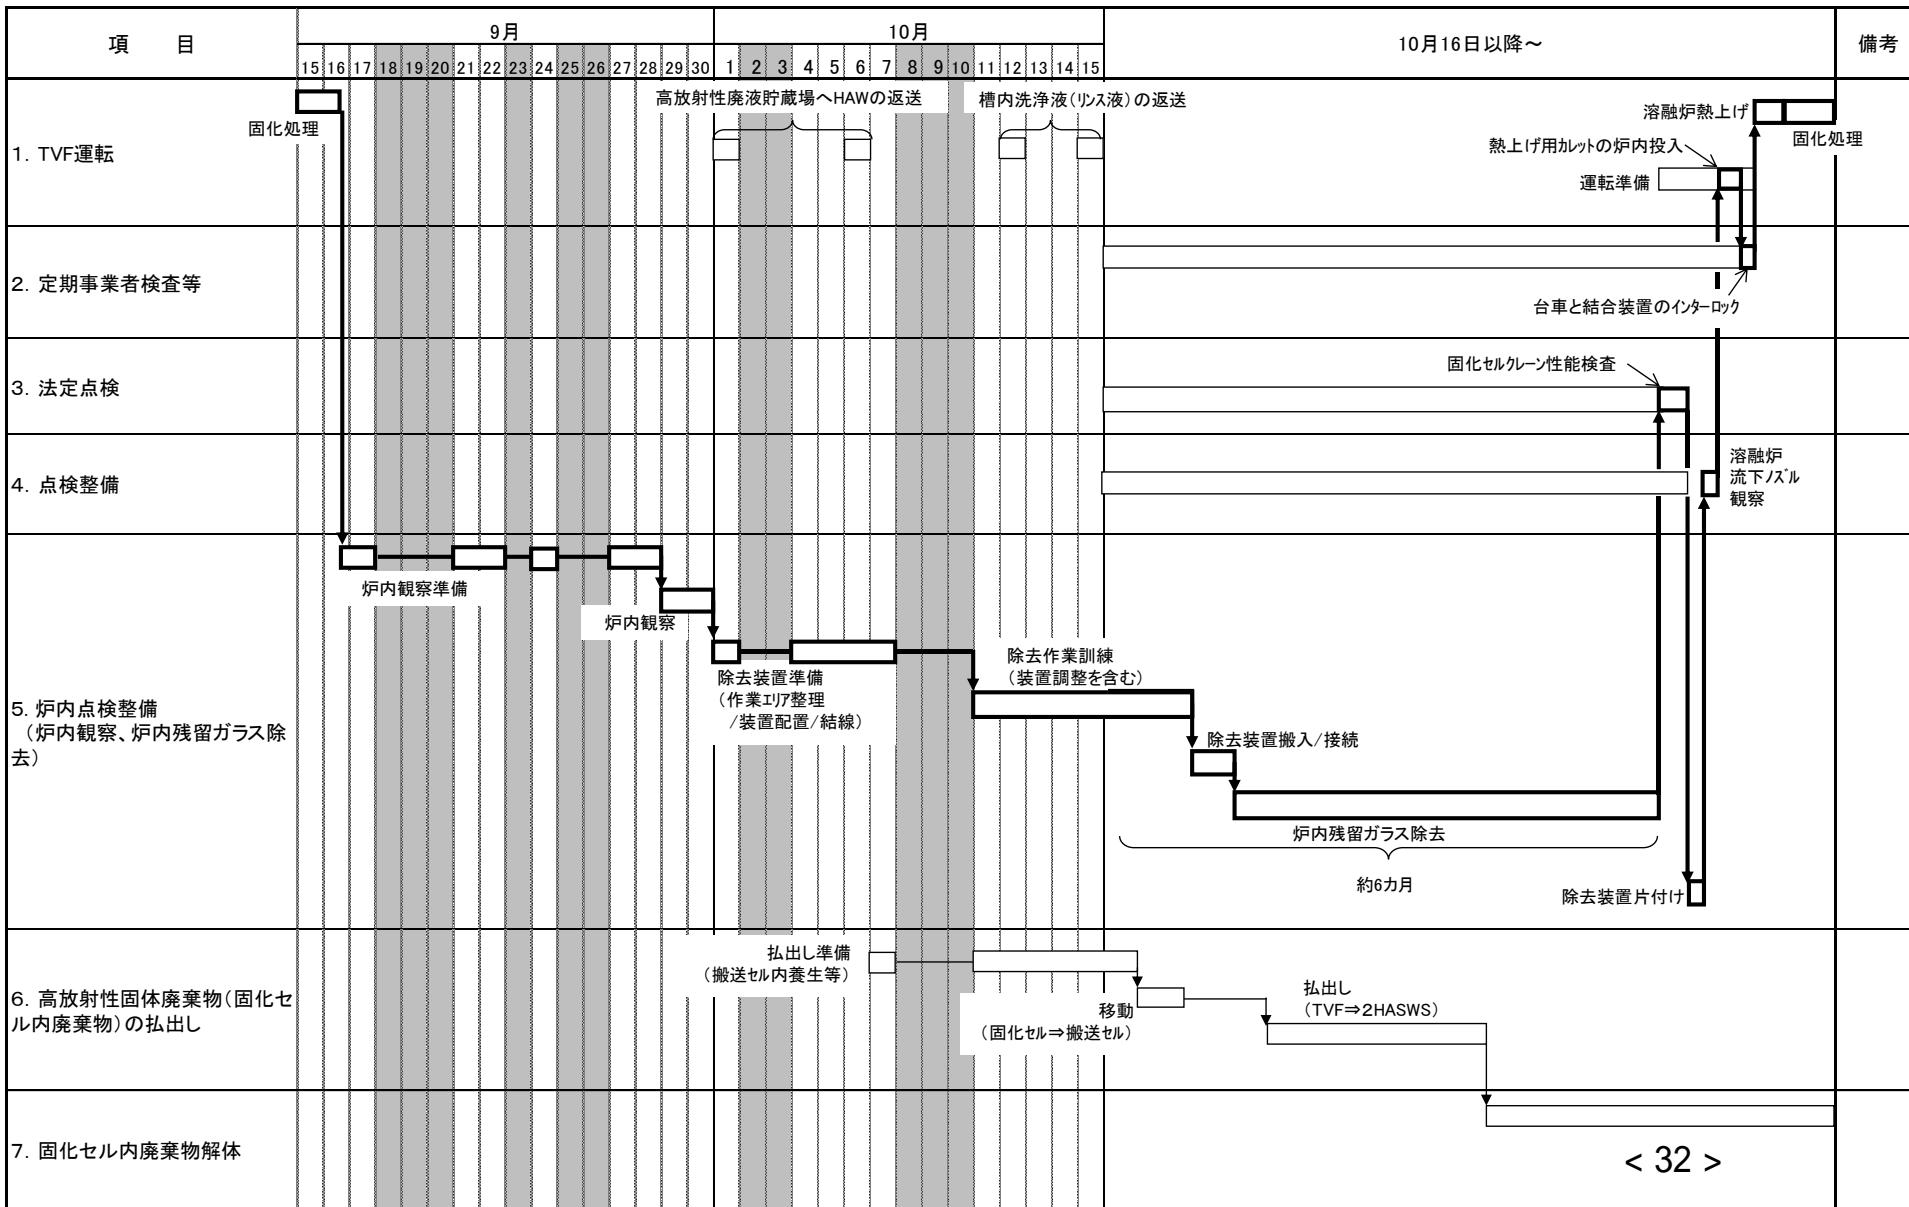 項　目
9月
10月
10月16日以降～
備考
15 16 17 18 19 20 21 22 23 24 25 26 27 28 29 30 1 2 3 4 5 6 7 8 9 10 11 12 13 14 15
1. TVF運転
固化処理
高放射性廃液貯蔵場へHAWの返送
槽内洗浄液(リンス液)の返送
溶融炉熱上げ
固化処理
熱上げ用カレットの炉内投入
運転準備
2. 定期事業者検査等
台車と結合装置のインターロック
3. 法定点検
固化セルクレーン性能検査
4. 点検整備
溶融炉
流下ノズル
観察
5. 炉内点検整備
（炉内観察、炉内残留ガラス除
去）
炉内観察準備
炉内観察
除去装置準備
（作業エリア整理
/装置配置/結線）
除去作業訓練
（装置調整を含む）
除去装置搬入/接続
炉内残留ガラス除去
約6カ月
除去装置片付け
6. 高放射性固体廃棄物（固化セ
ル内廃棄物）の払出し
払出し準備
（搬送セル内養生等）
移動
（固化セル⇒搬送セル）
払出し
（TVF⇒2HASWS）
7. 固化セル内廃棄物解体
< 32 >